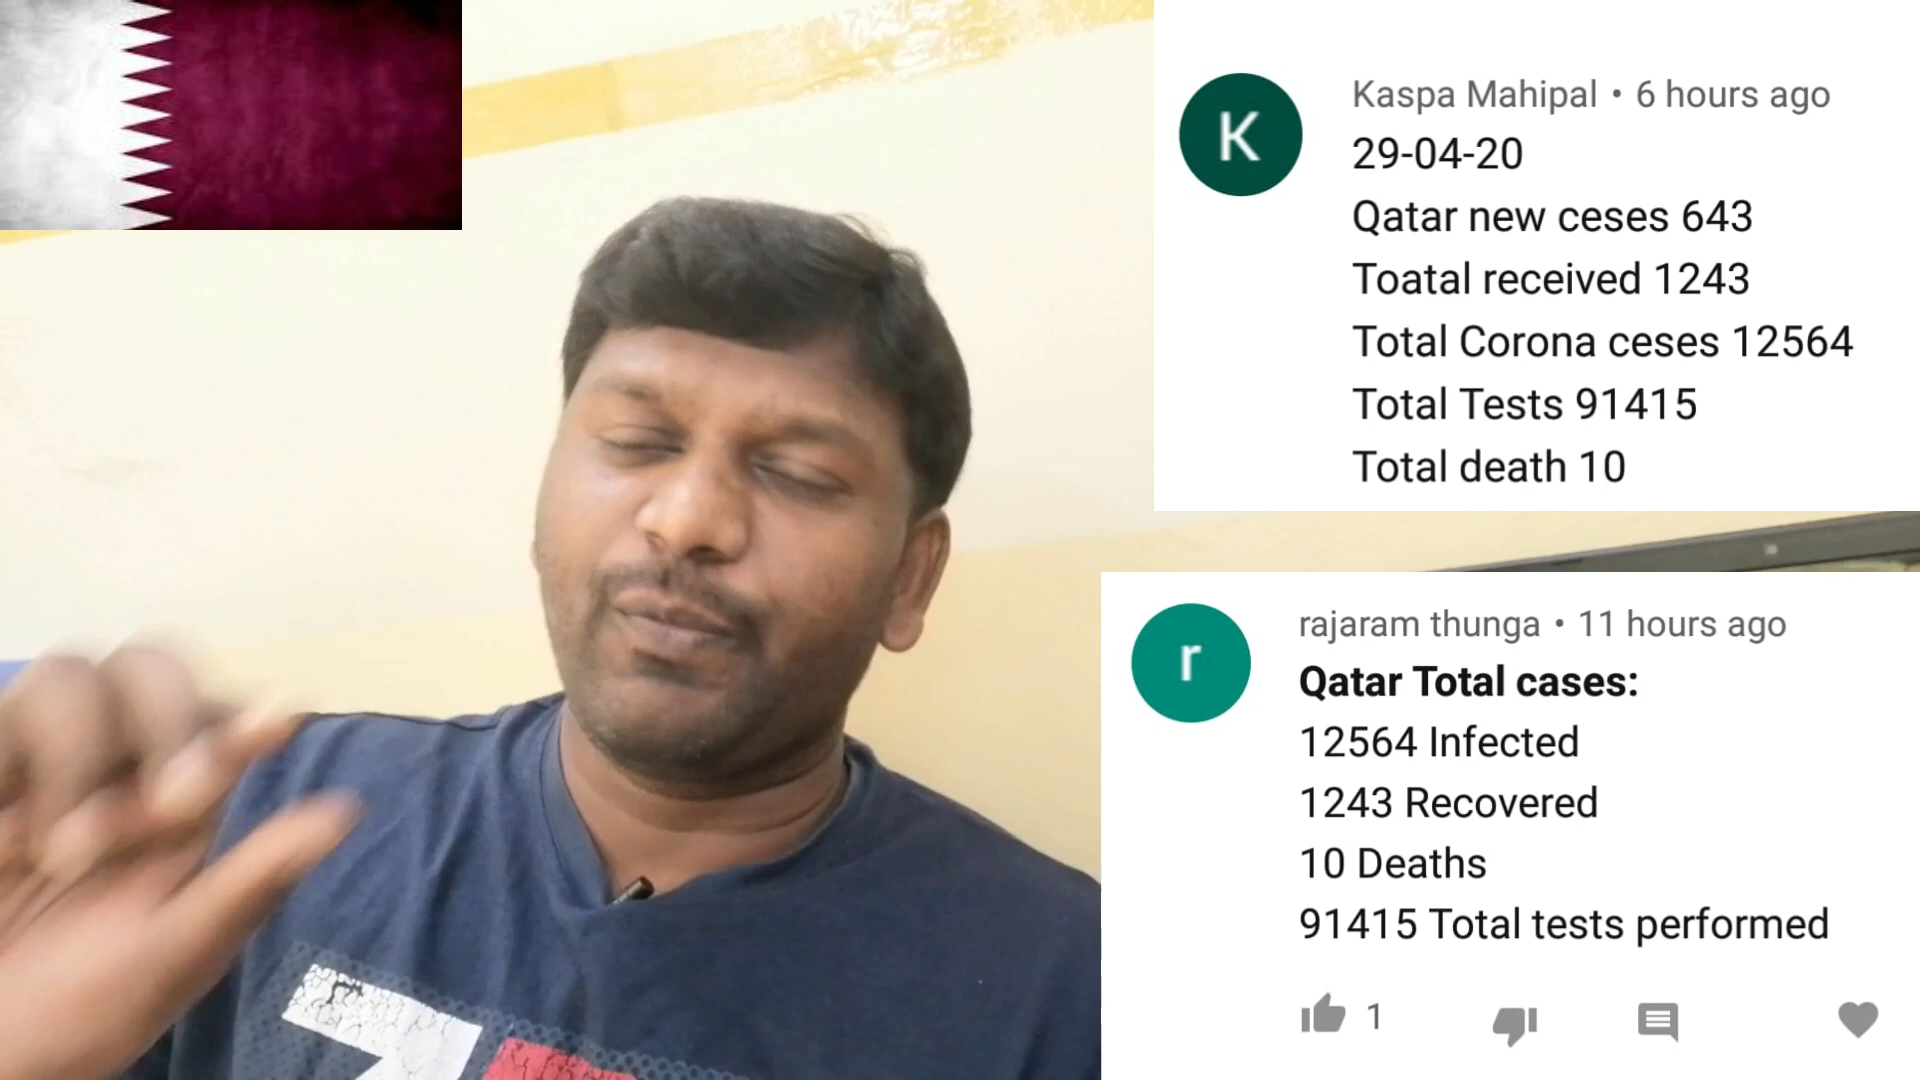 K
Kaspa Mahipal • 6 hours ago
29-04-20
Qatar new ceses 643
Toatal received 1243
Total Corona ceses 12564
Total Tests 91415
Total death 10
r
rajaram thunga • 11 hours ago
Qatar Total cases:
12564 Infected
1243 Recovered
10 Deaths
91415 Total tests performed
1